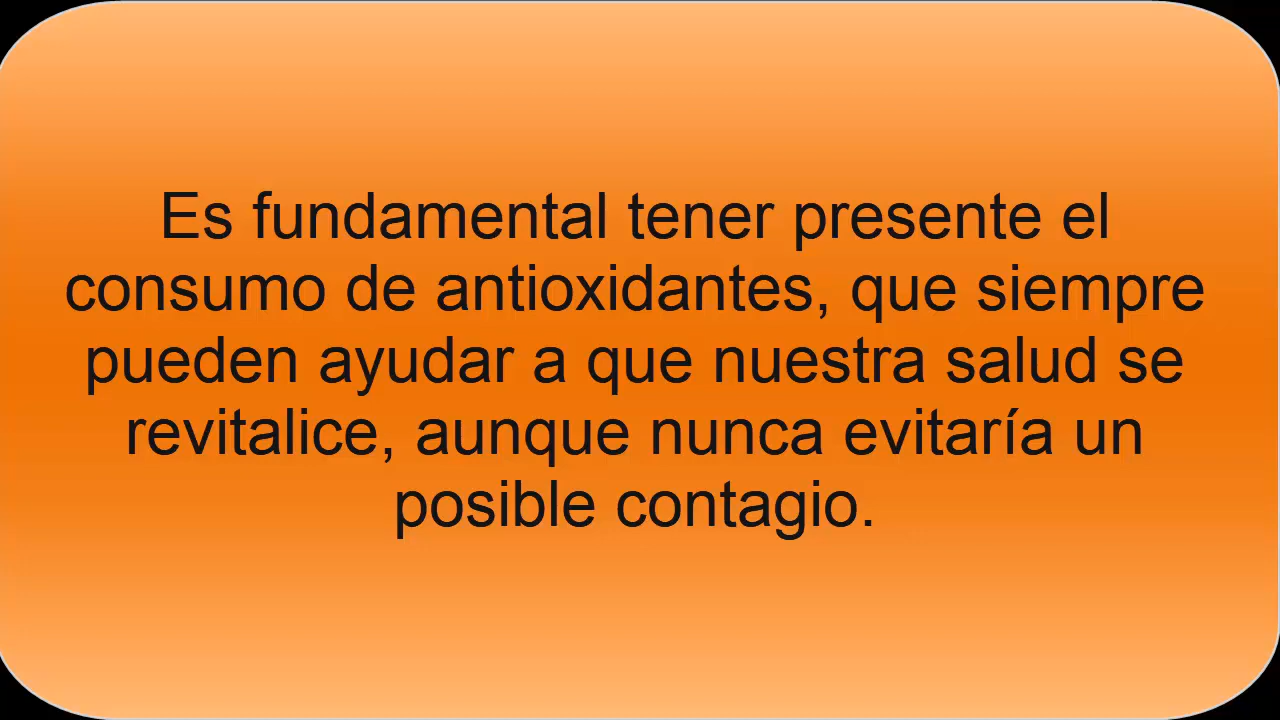 Es fundamental tener presente el
consumo de antioxidantes, que siempre
pueden ayudar a que nuestra salud se
revitalice, aunque nunca evitaría un
posible contagio.